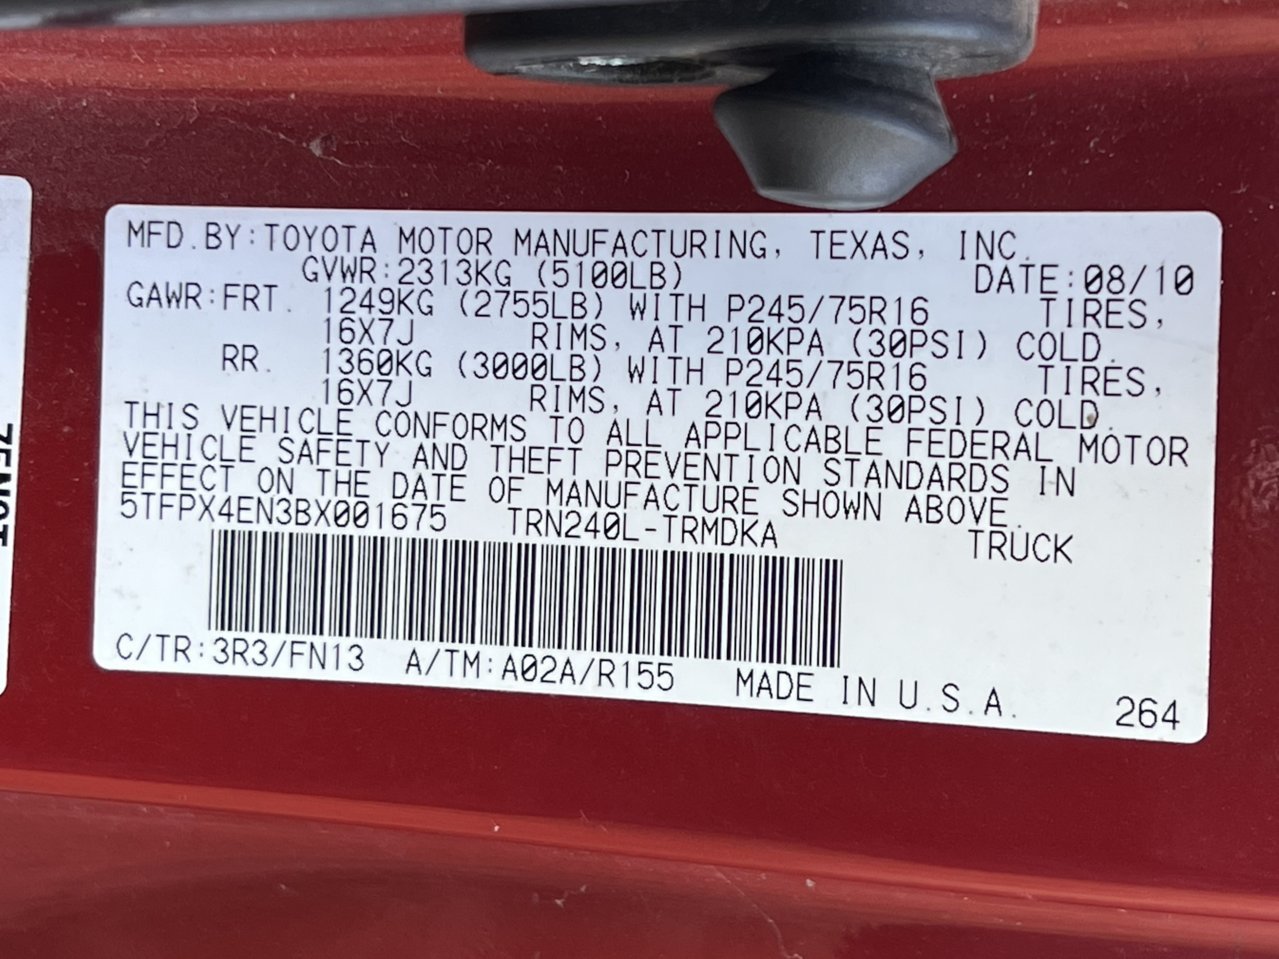 MFD.BY:TOYOTA MOTOR MANUFACTURING, TEXAS, INC.
GVWR:2313KG (5100LB) DATE:08/10
GAWR:FRT. 1249KG (2755LB) WITH P245/75R16 TIRES,
16X7J RIMS, AT 210KPA (30PSI) COLD.
RR. 1360KG (3000LB) WITH P245/75R16 TIRES,
16X7J RIMS, AT 210KPA (30PSI) COLD.
THIS VEHICLE CONFORMS TO ALL APPLICABLE FEDERAL MOTOR
VEHICLE SAFETY AND THEFT PREVENTION STANDARDS IN
EFFECT ON THE DATE OF MANUFACTURE SHOWN ABOVE.
5TFPX4EN3BX001675 TRN240L-TRMDKA TRUCK
C/TR:3R3/FN13 A/TM:A02A/R155 MADE IN U.S.A. 264